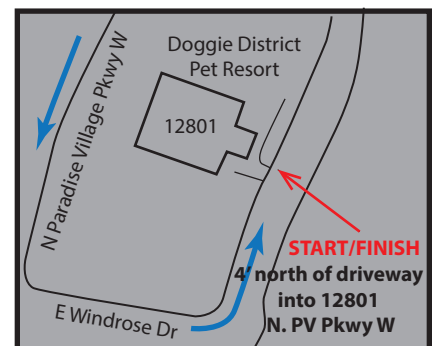 Doggie District
Pet Resort
12801
N Paradise Village Pkwy W
START/FINISH
4' north of driveway
into 12801
N. PV Pkwy W
E Windrose Dr